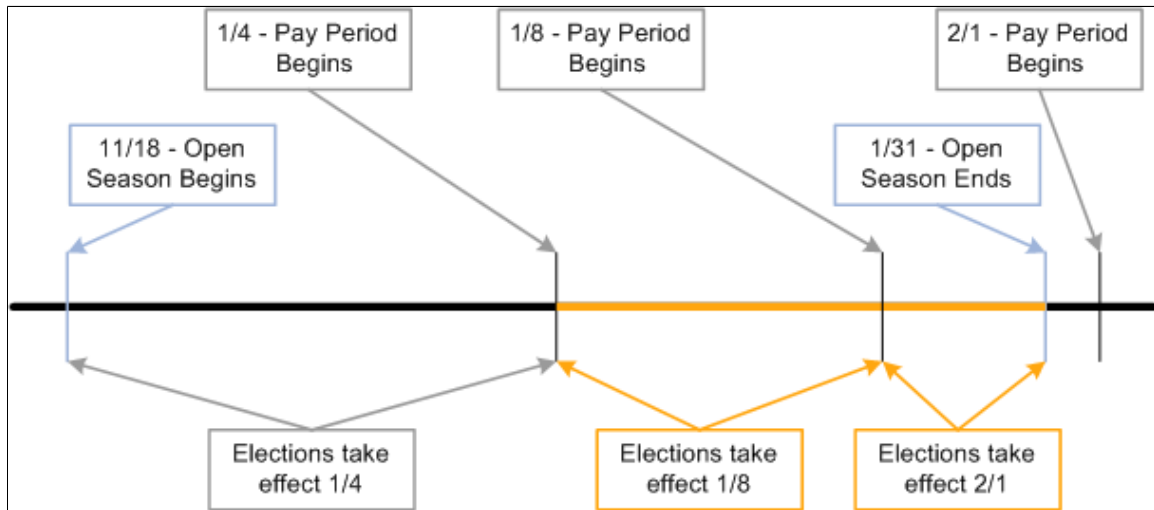 1/4 - Pay Period
Begins
1/8 - Pay Period
Begins
2/1 - Pay Period
Begins
11/18 - Open
Season Begins
1/31 - Open
Season Ends
Elections take
effect 1/4
Elections take
effect 1/8
Elections take
effect 2/1